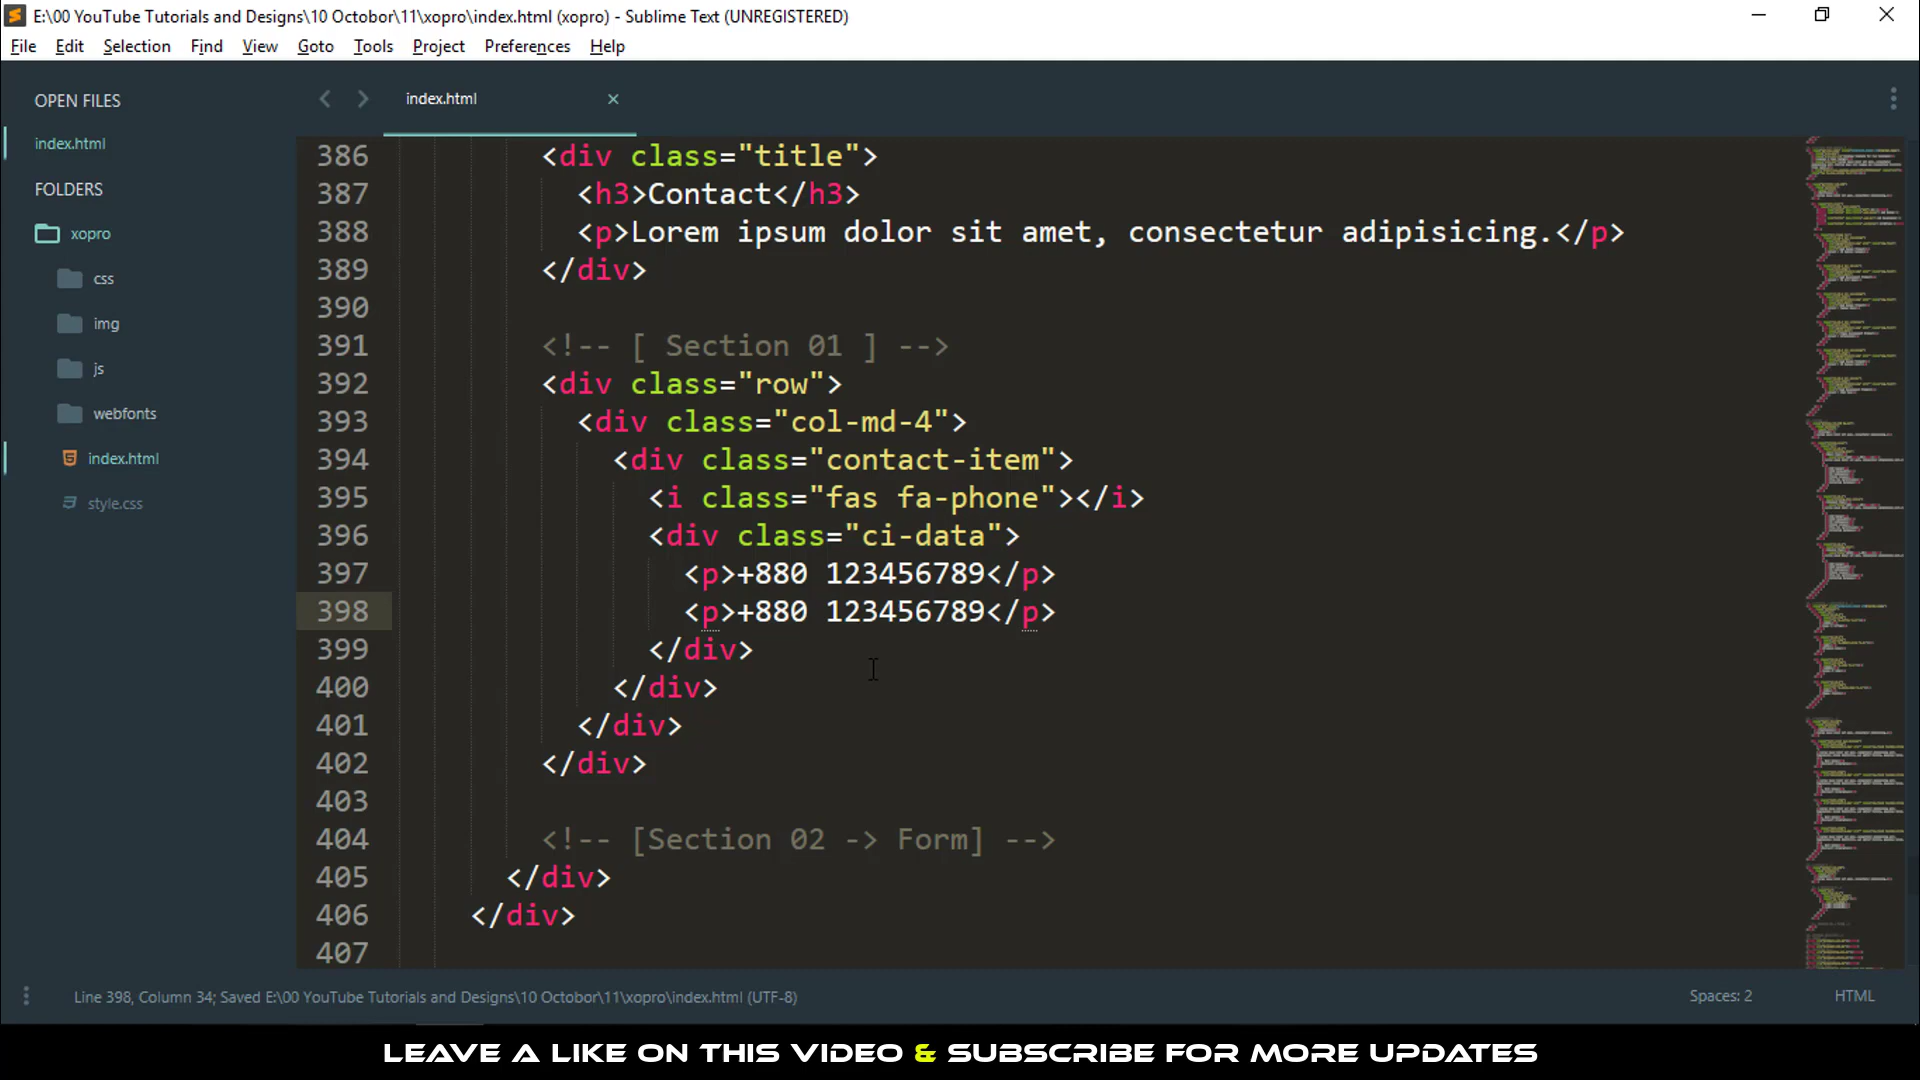 E:\00 YouTube Tutorials and Designs\10 Octobor\11\xopro\index.html (xopro) - Sublime Text (UNREGISTERED)
File Edit Selection Find View Goto Tools Project Preferences Help
OPEN FILES
index.html
FOLDERS
xopro
css
img
js
webfonts
index.html
style.css
index.html
386 <div class="title">
387 <h3>Contact</h3>
388 <p>Lorem ipsum dolor sit amet, consectetur adipisicing.</p>
389 </div>
390
391 <!-- [ Section 01 ] -->
392 <div class="row">
393 <div class="col-md-4">
394 <div class="contact-item">
395 <i class="fas fa-phone"></i>
396 <div class="ci-data">
397 <p>+880 123456789</p>
398 <p>+880 123456789</p>
399 </div>
400 </div>
401 </div>
402 </div>
403
404 <!-- [Section 02 -> Form] -->
405 </div>
406 </div>
407
Line 398, Column 34; Saved E:\00 YouTube Tutorials and Designs\10 Octobor\11\xopro\index.html (UTF-8)
Spaces: 2
HTML
LEAVE A LIKE ON THIS VIDEO & SUBSCRIBE FOR MORE UPDATES